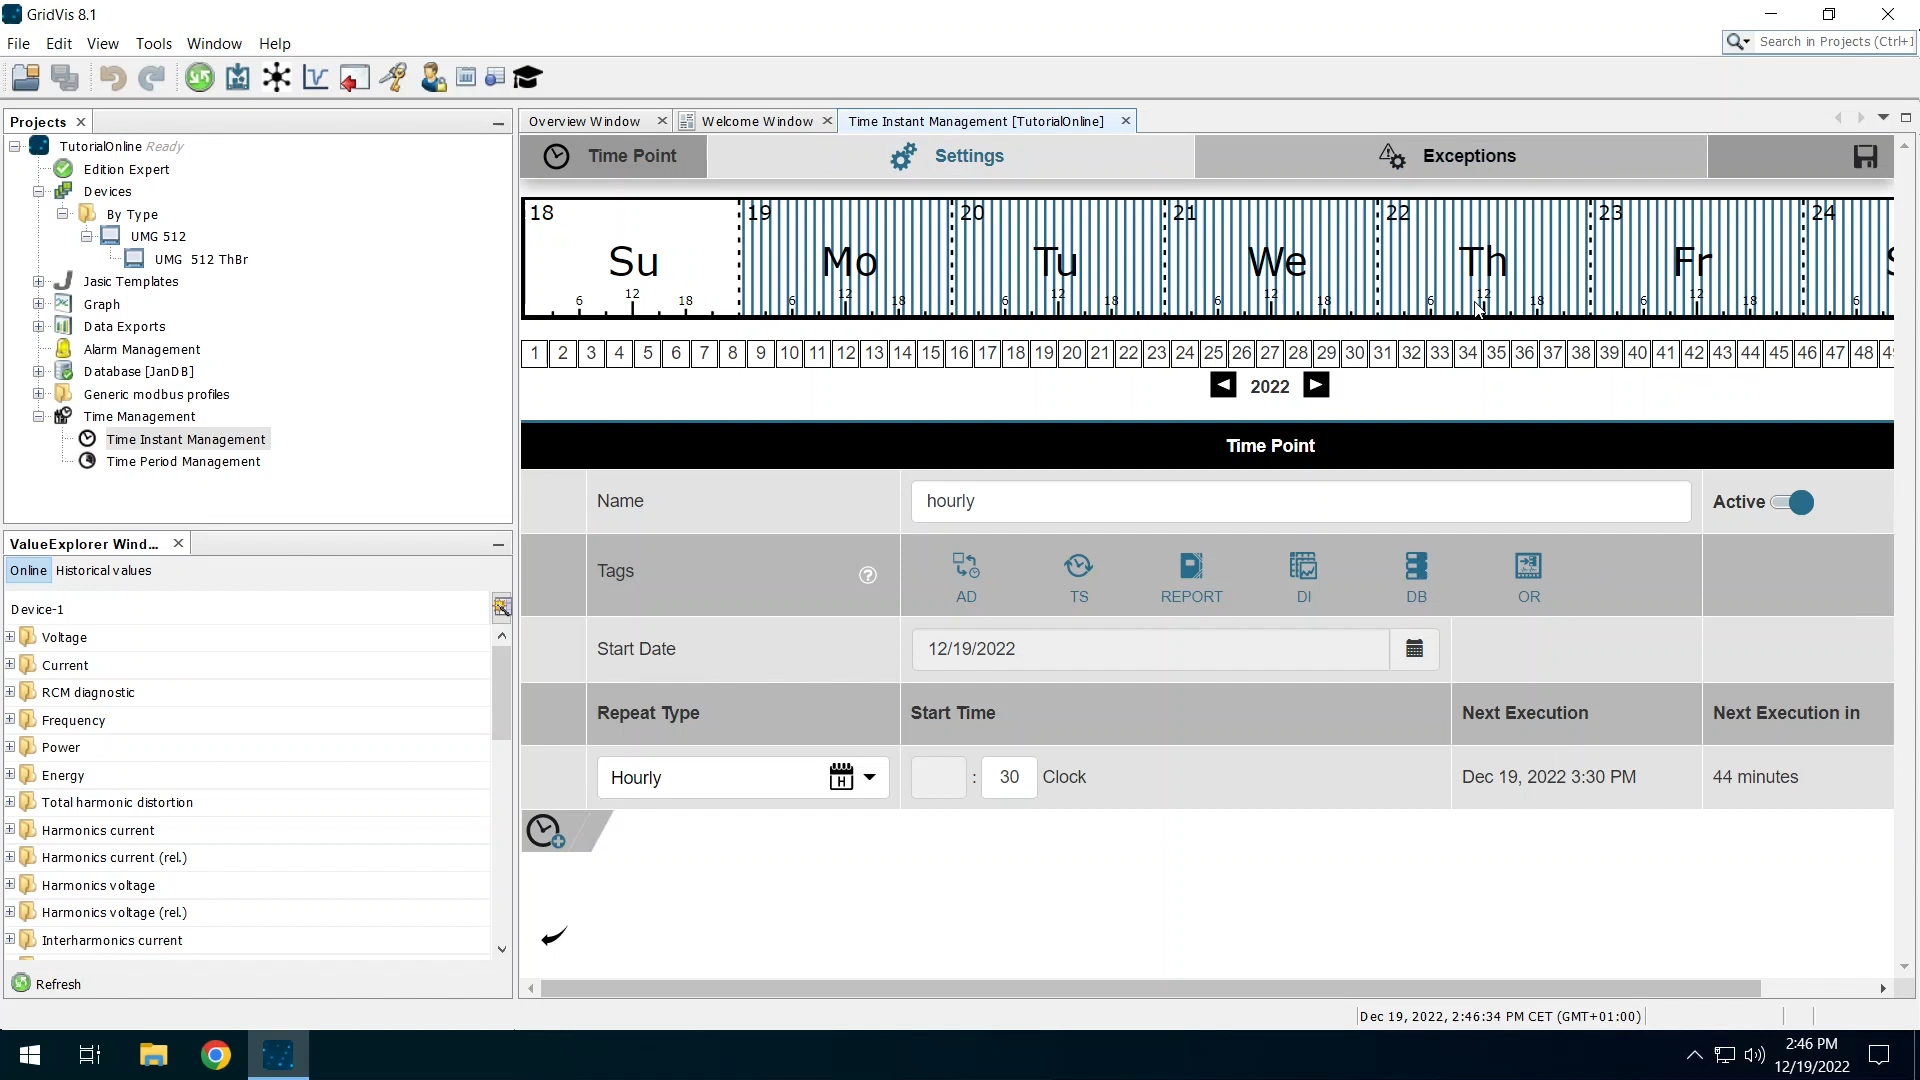 GridVis 8.1
File Edit View Tools Window Help
Search in Projects (Ctrl+I
Projects
TutorialOnline Ready
Edition Expert
Devices
By Type
UMG 512
UMG 512 ThBr
Jasic Templates
Graph
Data Exports
Alarm Management
Database [JanDB]
Generic modbus profiles
Time Management
Time Instant Management
Time Period Management
ValueExplorer Wind...
Online Historical values
Device-1
Voltage
Current
RCM diagnostic
Frequency
Power
Energy
Total harmonic distortion
Harmonics current
Harmonics current (rel.)
Harmonics voltage
Harmonics voltage (rel.)
Interharmonics current
Refresh
Overview Window Welcome Window Time Instant Management [TutorialOnline]
Time Point Settings Exceptions
18 19 20 21 22 23 24
Su Mo Tu We Th Fr S
6 12 18 6 12 18 6 12 18 6 12 18 6 12 18 6 12 18 6
1 2 3 4 5 6 7 8 9 10 11 12 13 14 15 16 17 18 19 20 21 22 23 24 25 26 27 28 29 30 31 32 33 34 35 36 37 38 39 40 41 42 43 44 45 46 47 48 49
2022
Time Point
Name hourly Active
Tags ? AD TS REPORT DI DB OR
Start Date 12/19/2022
Repeat Type Start Time Next Execution Next Execution in
Hourly H : 30 Clock Dec 19, 2022 3:30 PM 44 minutes
Dec 19, 2022, 2:46:34 PM CET (GMT+01:00)
2:46 PM
12/19/2022